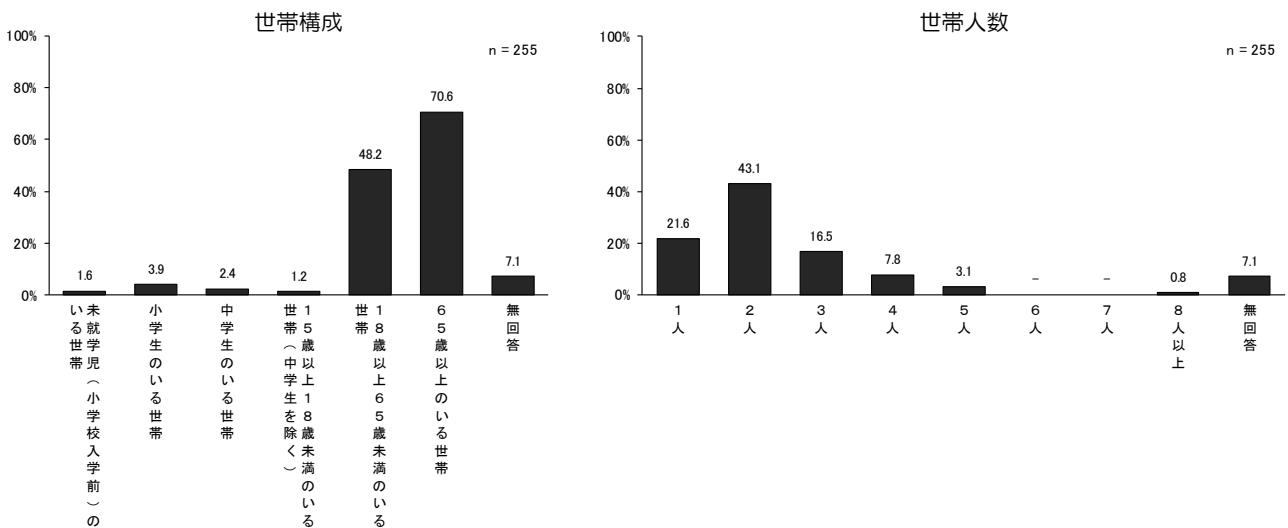 世帯構成
n = 255
100%
80%
60%
40%
20%
0%
1.6
3.9
2.4
1.2
48.2
70.6
7.1
未就学児（小学校入学前）の
いる世帯
小学生のいる世帯
中学生のいる世帯
１５歳以上１８歳未満のいる
世帯（中学生を除く）
１８歳以上６５歳未満のいる
世帯
６５歳以上のいる世帯
無回答
世帯人数
n = 255
100%
80%
60%
40%
20%
0%
21.6
43.1
16.5
7.8
3.1
–
–
0.8
7.1
１人
２人
３人
４人
５人
６人
７人
８人以上
無回答